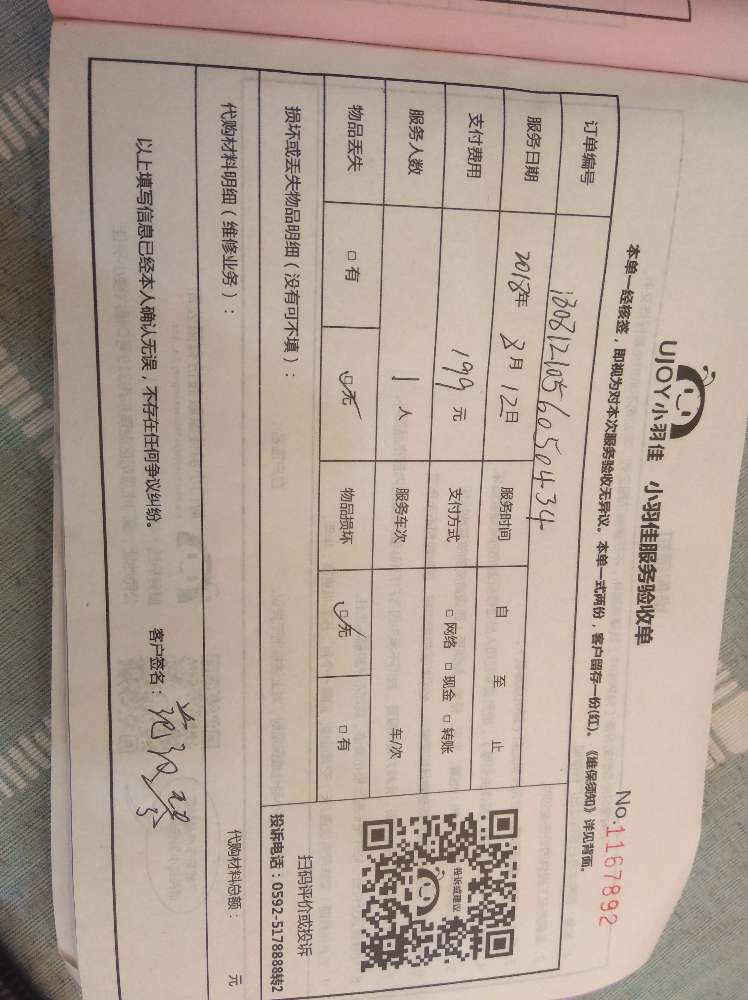 UJOY小羽佳 小羽佳服务验收单
No.1167892
本单一经核签，即视为对本次服务验收无异议。本单一式两份，客户留存一份(红)。《维保须知》详见背面。
订单编号 1808121056050434
服务日期 2018年 8月 12日 服务时间 自 至 止
支付费用 199 元 支付方式 □ 网络 □ 现金 □ 转账
服务人数 1 人 服务车次 车/次
物品丢失 □ 有 □ 无 物品损坏 □ 无 □ 有
投诉或建议
扫码评价或投诉
投诉电话：0592-5178888转2
损坏或丢失物品明细（没有可不填）：
代购材料明细（维修业务）：
代购材料总额： 元
以上填写信息已经本人确认无误，不存在任何争议纠纷。
客户签名：